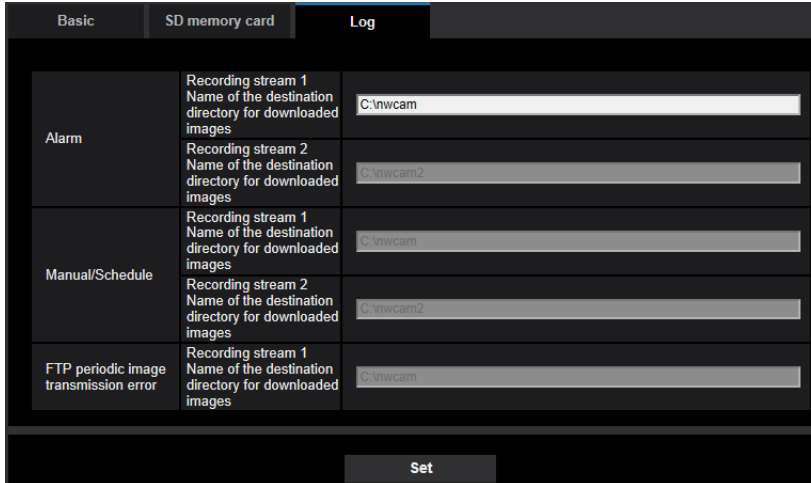 Basic
SD memory card
Log
Alarm
Recording stream 1
Name of the destination
directory for downloaded
images
C:\nwcam
Recording stream 2
Name of the destination
directory for downloaded
images
C:\nwcam2
Manual/Schedule
Recording stream 1
Name of the destination
directory for downloaded
images
C:\nwcam
Recording stream 2
Name of the destination
directory for downloaded
images
C:\nwcam2
FTP periodic image
transmission error
Recording stream 1
Name of the destination
directory for downloaded
images
C:\nwcam
Set